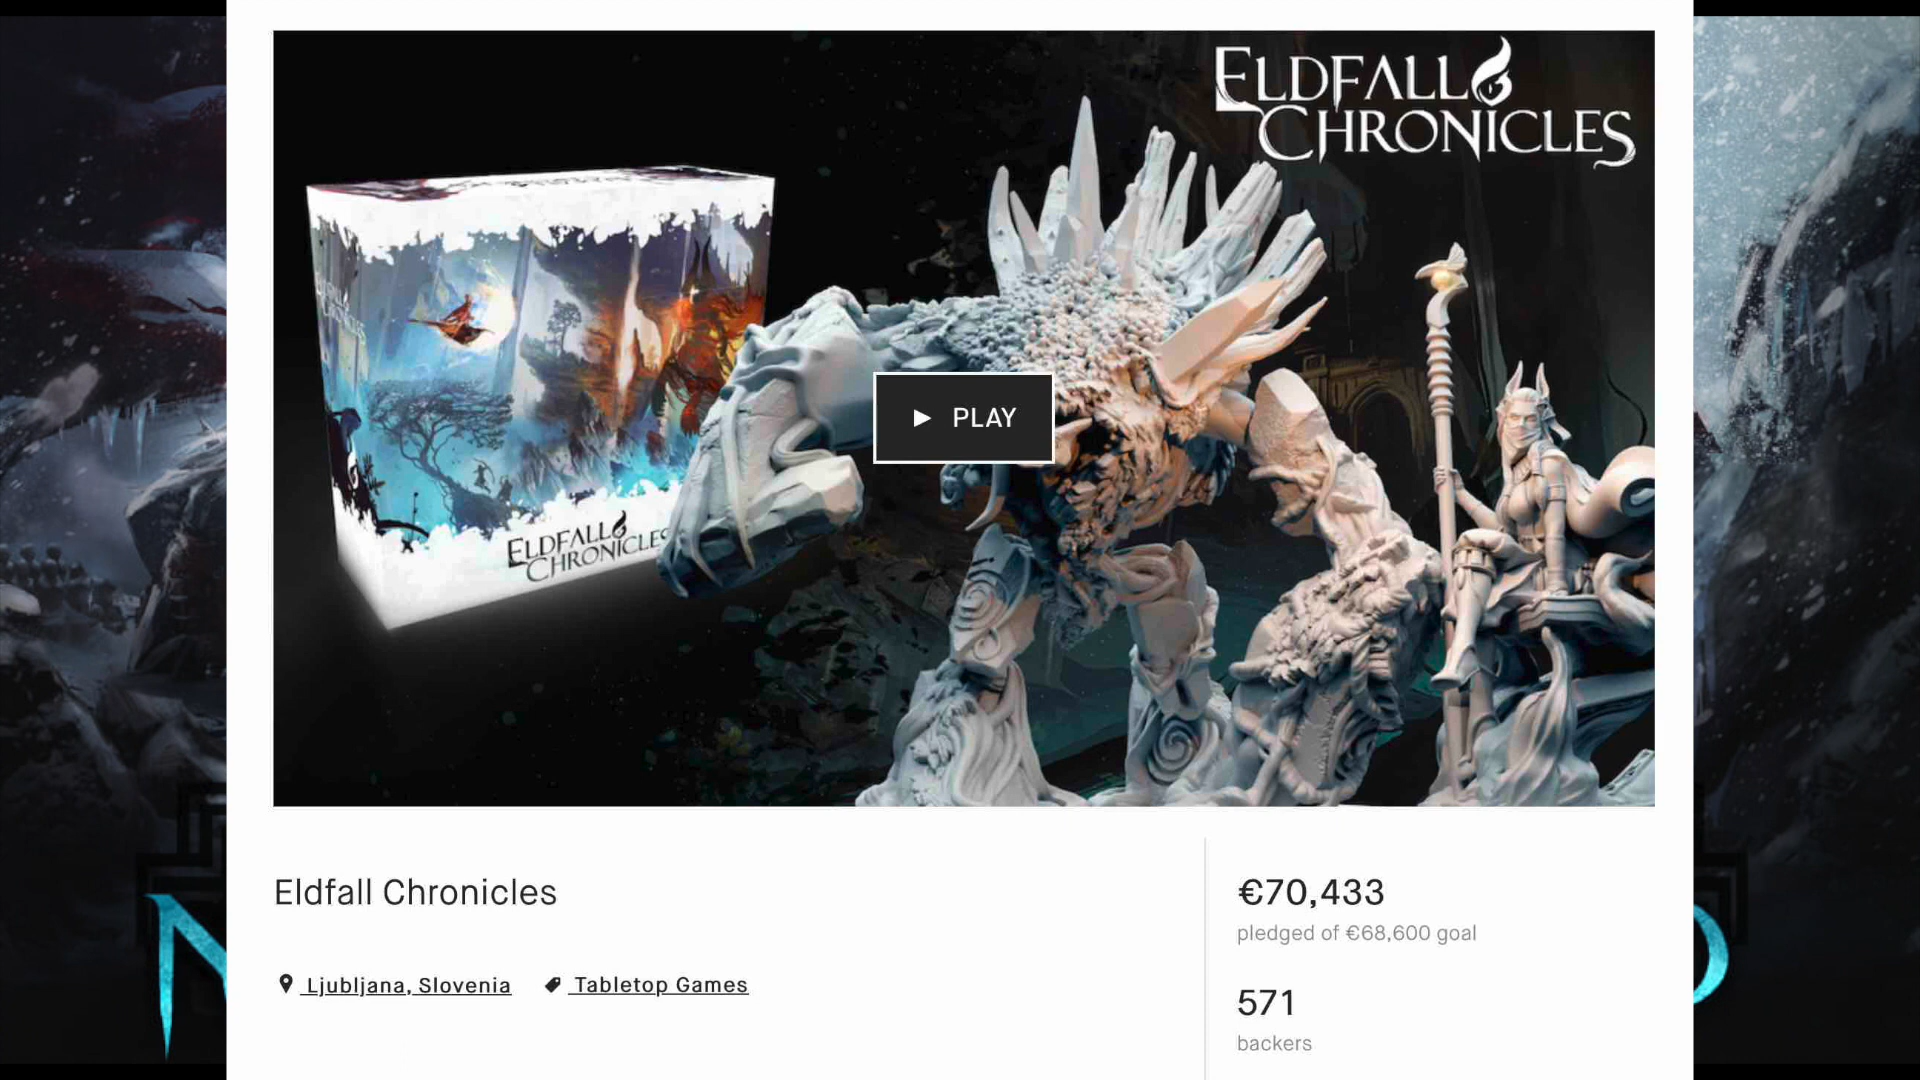 ELDFALL
CHRONICLES
ELDFALL
CHRONICLES
PLAY
Eldfall Chronicles
Ljubljana, Slovenia
Tabletop Games
€70,433
pledged of €68,600 goal
571
backers